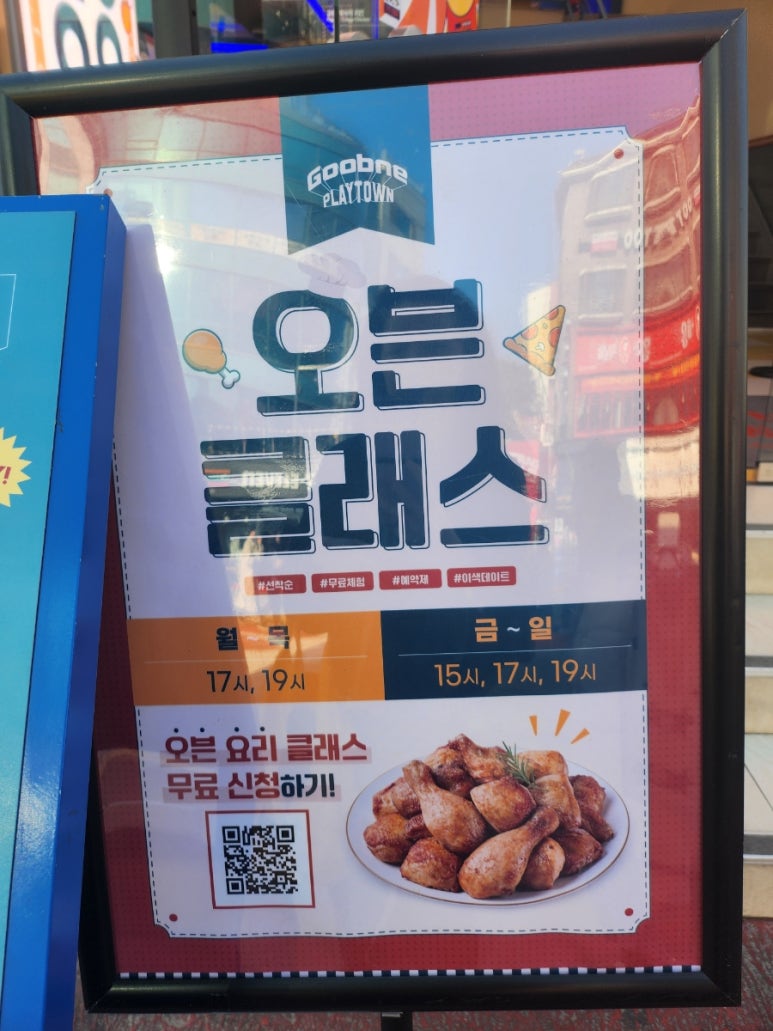 Goobne
PLAYTOWN
오븐
클래스
#선착순 #무료체험 #예약제 #이색데이트
월 목
17시, 19시
금 ~ 일
15시, 17시, 19시
오븐 요리 클래스
무료 신청하기!